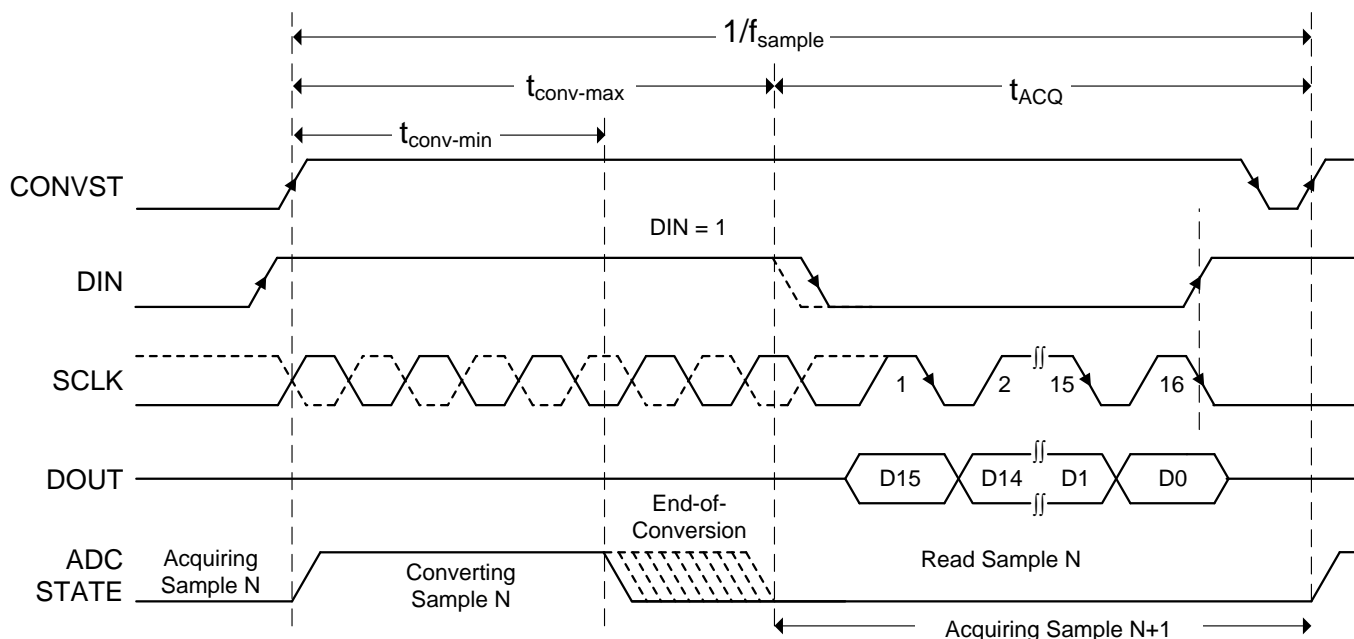 1/fsample
tconv-max
tACQ
tconv-min
CONVST
DIN = 1
DIN
SCLK
1
2
15
16
DOUT
D15
D14
D1
D0
End-of-
Conversion
ADC
STATE
Acquiring
Sample N
Converting
Sample N
Read Sample N
Acquiring Sample N+1